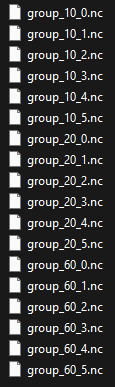 group_10_0.nc
group_10_1.nc
group_10_2.nc
group_10_3.nc
group_10_4.nc
group_10_5.nc
group_20_0.nc
group_20_1.nc
group_20_2.nc
group_20_3.nc
group_20_4.nc
group_20_5.nc
group_60_0.nc
group_60_1.nc
group_60_2.nc
group_60_3.nc
group_60_4.nc
group_60_5.nc